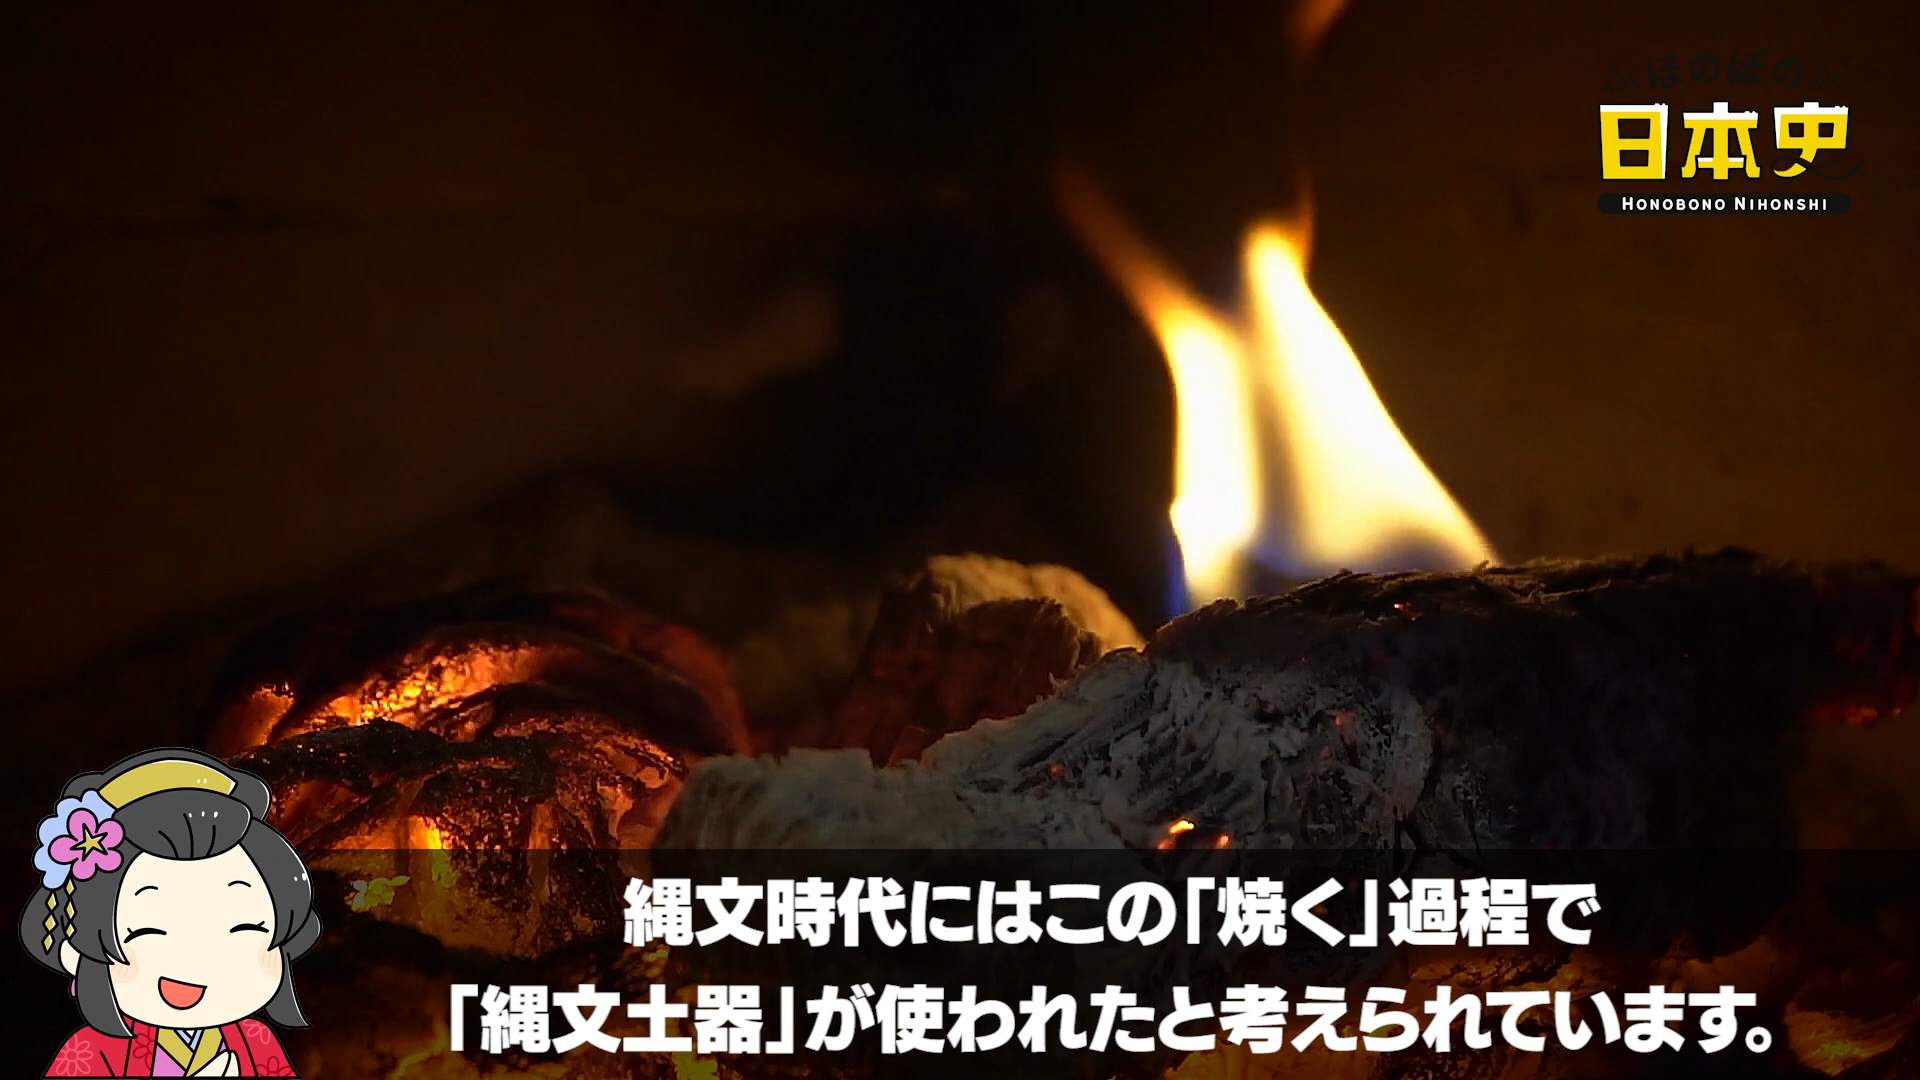 ほのほの
日本史
HONOBONO NIHONSHI
縄文時代にはこの「焼く」過程で
「縄文土器」が使われたと考えられています。